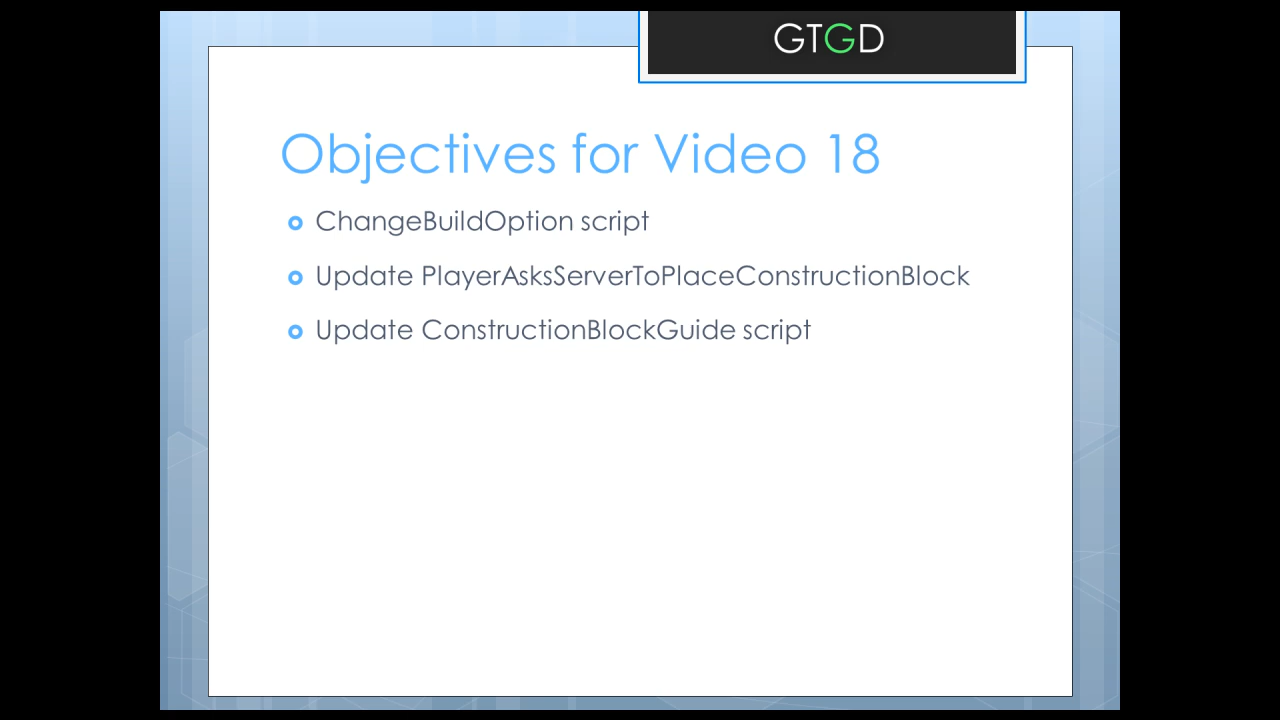 GTGD
Objectives for Video 18
ChangeBuildOption script
Update PlayerAsksServerToPlaceConstructionBlock
Update ConstructionBlockGuide script